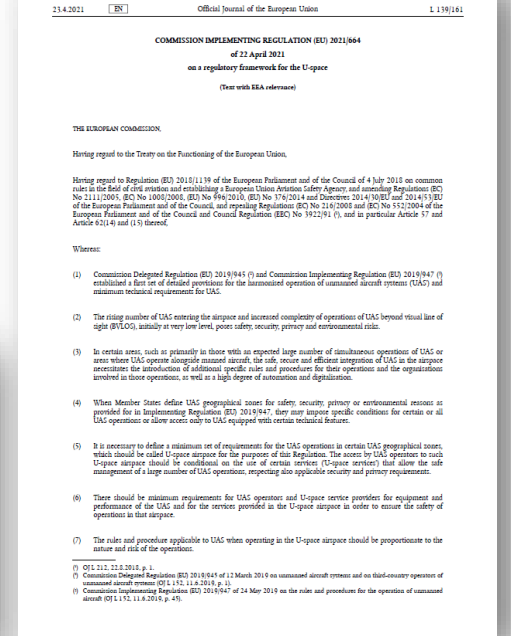 23.4.2021 EN Official Journal of the European Union L 139/161
COMMISSION IMPLEMENTING REGULATION (EU) 2021/664
of 22 April 2021
on a regulatory framework for the U-space
(Text with EEA relevance)
THE EUROPEAN COMMISSION,
Having regard to the Treaty on the Functioning of the European Union,
Having regard to Regulation (EU) 2018/1139 of the European Parliament and of the Council of 4 July 2018 on common
rules in the field of civil aviation and establishing a European Union Aviation Safety Agency, and amending Regulations (EC)
No 2111/2005, (EC) No 1008/2008, (EU) No 996/2010, (EU) No 376/2014 and Directives 2014/30/EU and 2014/53/EU
of the European Parliament and of the Council, and repealing Regulations (EC) No 216/2008 and (EC) No 552/2004 of the
European Parliament and of the Council and Council Regulation (EEC) No 3922/91 (¹), and in particular Article 57 and
Article 62(14) and (15) thereof,
Whereas:
(1) Commission Delegated Regulation (EU) 2019/945 (²) and Commission Implementing Regulation (EU) 2019/947 (³)
established a first set of detailed provisions for the harmonised operation of unmanned aircraft systems (UAS) and
minimum technical requirements for UAS.
(2) The rising number of UAS entering the airspace and increased complexity of operations of UAS beyond visual line of
sight (BVLOS), initially at very low level, poses safety, security, privacy and environmental risks.
(3) In certain areas, such as primarily in those with an expected large number of simultaneous operations of UAS or
areas where UAS operate alongside manned aircraft, the safe, secure and efficient integration of UAS in the airspace
necessitates the introduction of additional specific rules and procedures for their operations and the organisations
involved in those operations, as well as a high degree of automation and digitalisation.
(4) When Member States define UAS geographical zones for safety, security, privacy or environmental reasons as
provided for in Implementing Regulation (EU) 2019/947, they may impose specific conditions for certain or all
UAS operations or allow access only to UAS equipped with certain technical features.
(5) It is necessary to define a minimum set of requirements for the UAS operations in certain UAS geographical zones,
which should be called U-space airspace for the purposes of this Regulation. The access by UAS operators to such
U-space airspace should be conditional on the use of certain services ('U-space services') that allow the safe
management of a large number of UAS operations, respecting also applicable security and privacy requirements.
(6) There should be minimum requirements for UAS operators and U-space service providers for equipment and
performance of the UAS and for the services provided in the U-space airspace in order to ensure the safety of
operations in that airspace.
(7) The rules and procedure applicable to UAS when operating in the U-space airspace should be proportionate to the
nature and risk of the operations.
(¹) OJ L 212, 22.8.2018, p. 1.
(²) Commission Delegated Regulation (EU) 2019/945 of 12 March 2019 on unmanned aircraft systems and on third-country operators of
unmanned aircraft systems (OJ L 152, 11.6.2019, p. 1).
(³) Commission Implementing Regulation (EU) 2019/947 of 24 May 2019 on the rules and procedures for the operation of unmanned
aircraft (OJ L 152, 11.6.2019, p. 45).